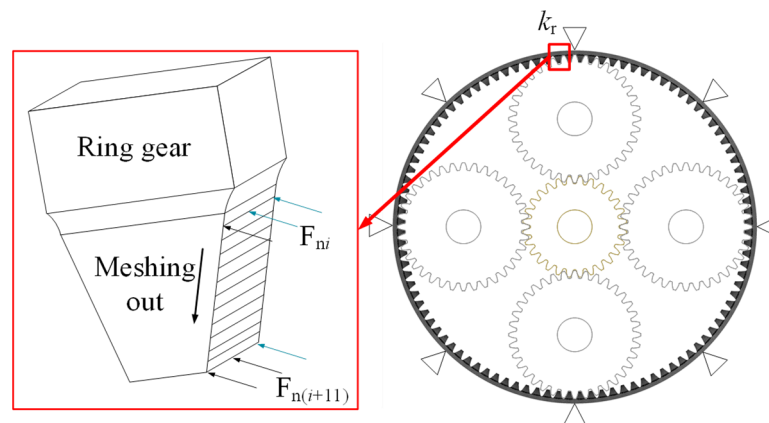 k_r
Ring gear
F_ni
Meshing
out
F_n(i+11)